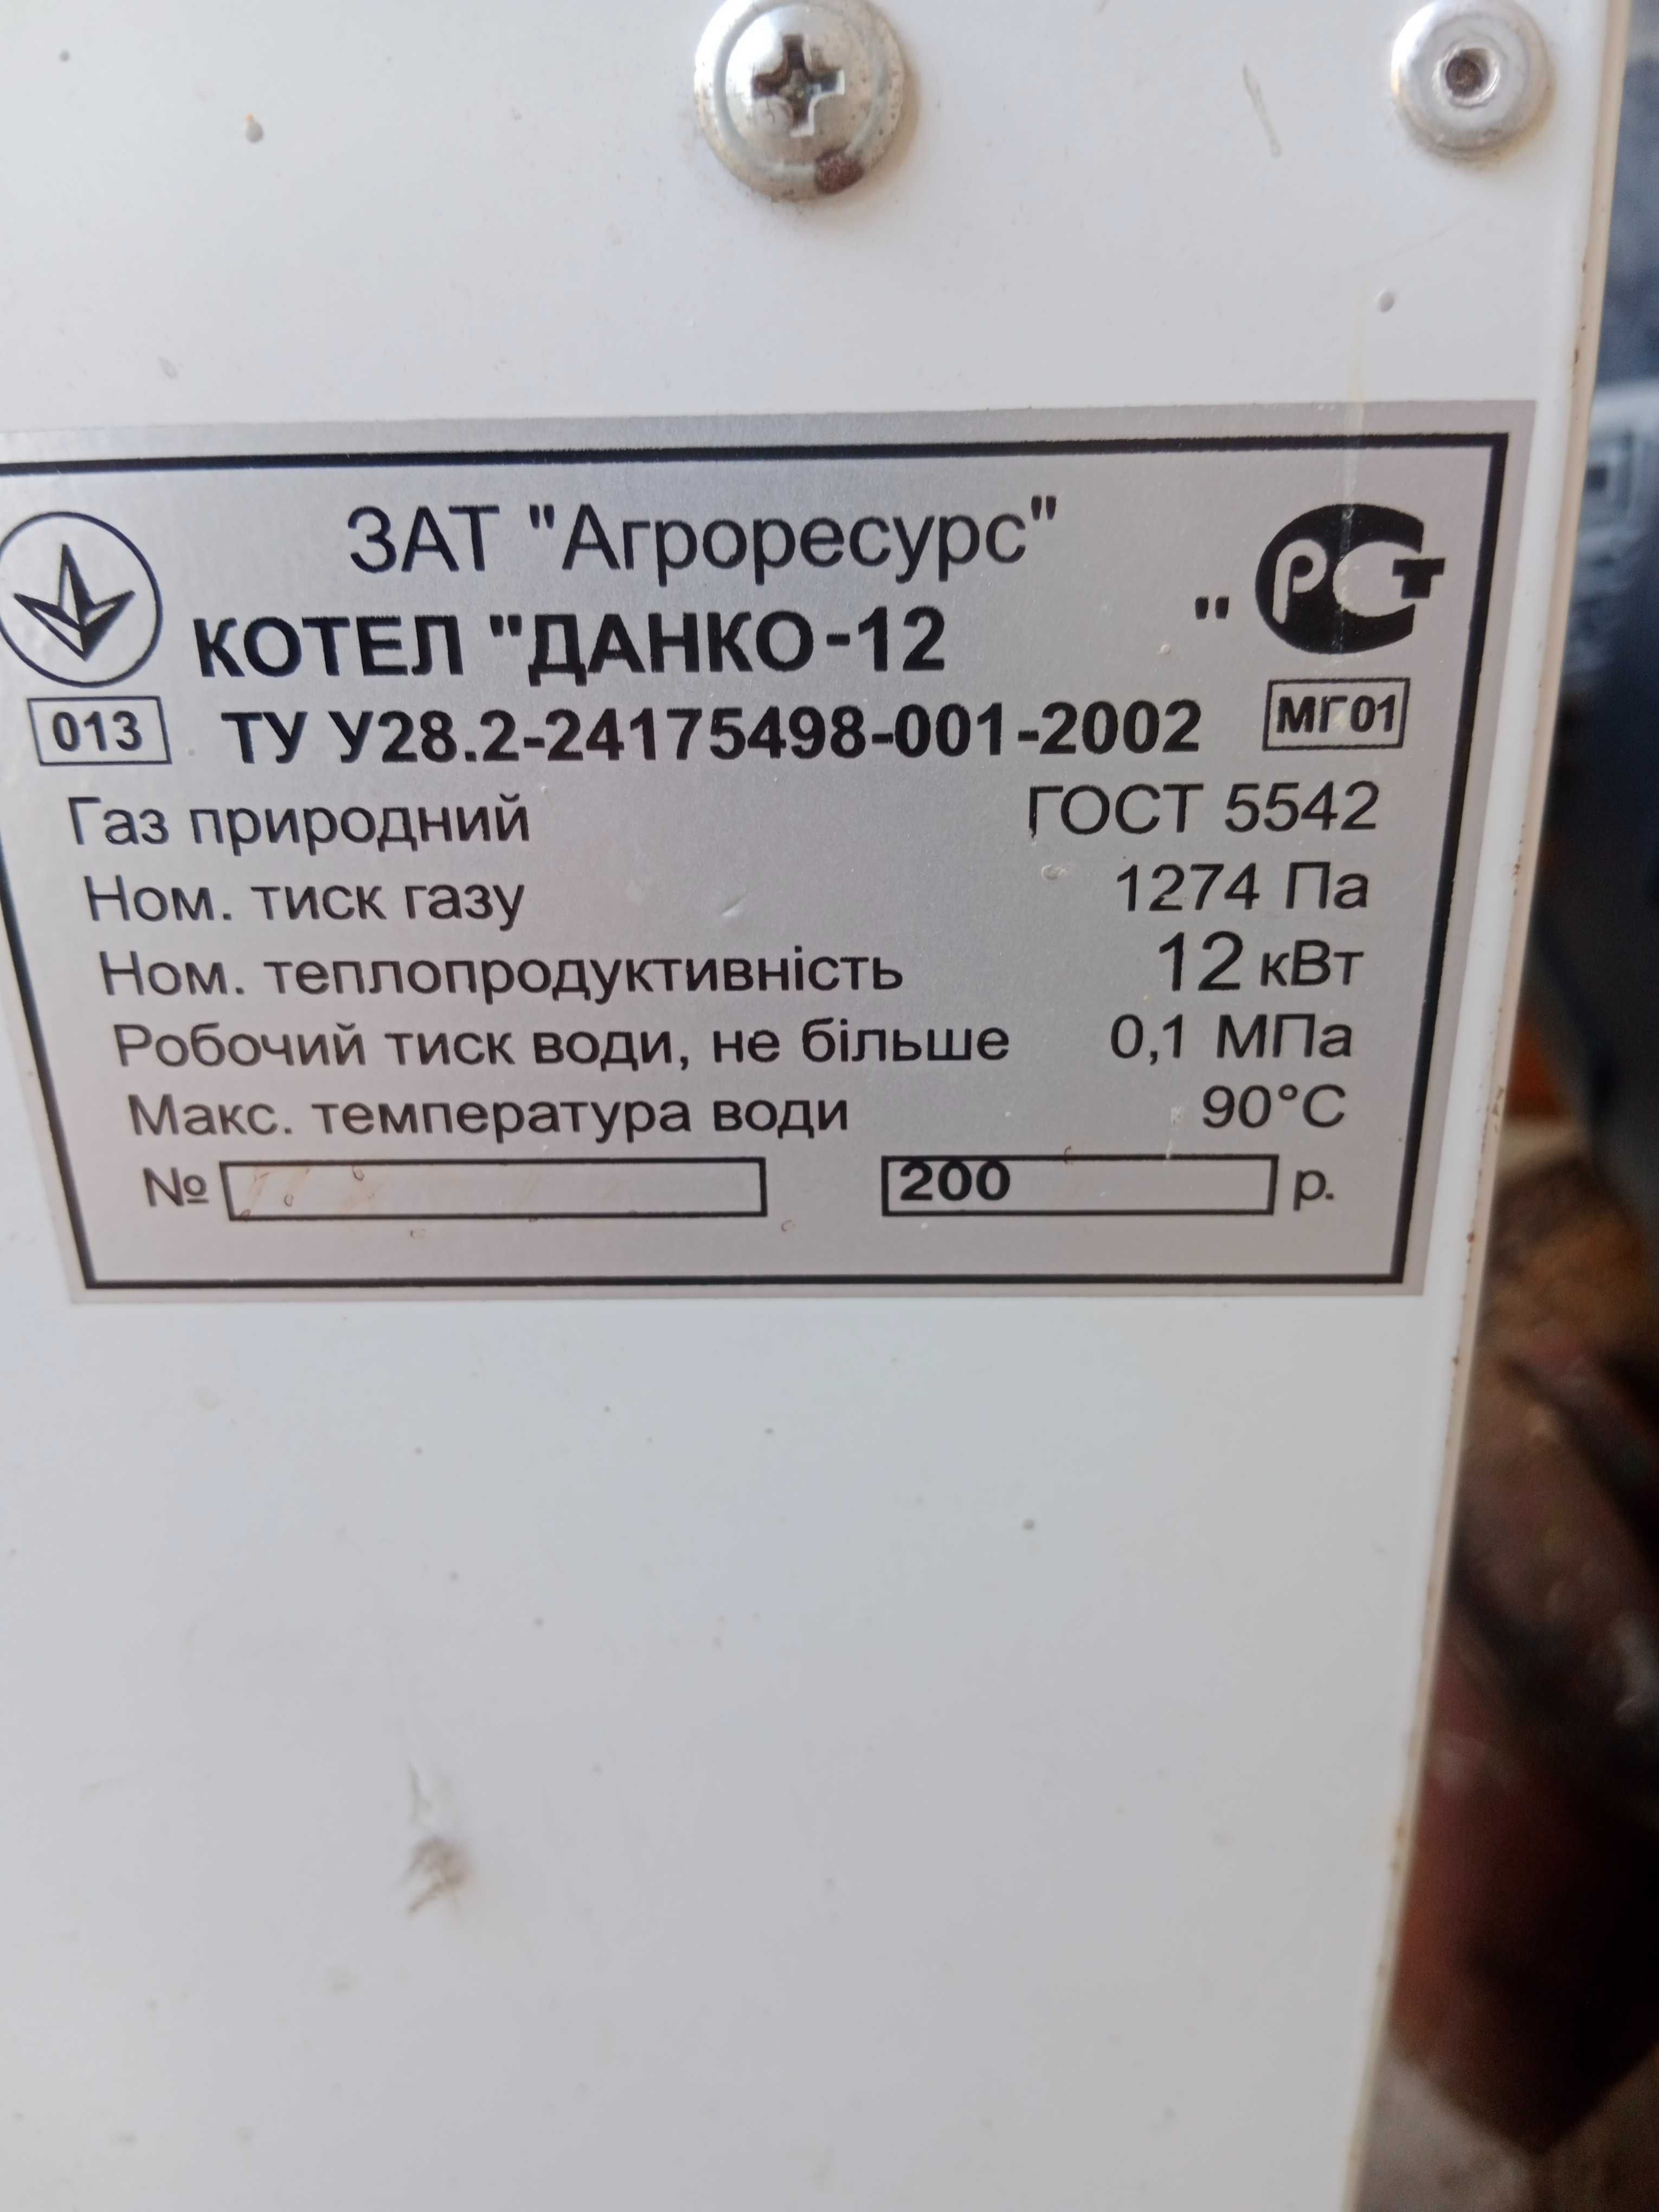 ЗАТ "Агроресурс"
КОТЕЛ "ДАНКО-12 "
РСТ
013 ТУ У28.2-24175498-001-2002 МГ01
Газ природний ГОСТ 5542
Ном. тиск газу 1274 Па
Ном. теплопродуктивність 12 кВт
Робочий тиск води, не більше 0,1 МПа
Макс. температура води 90°С
№ 200 р.